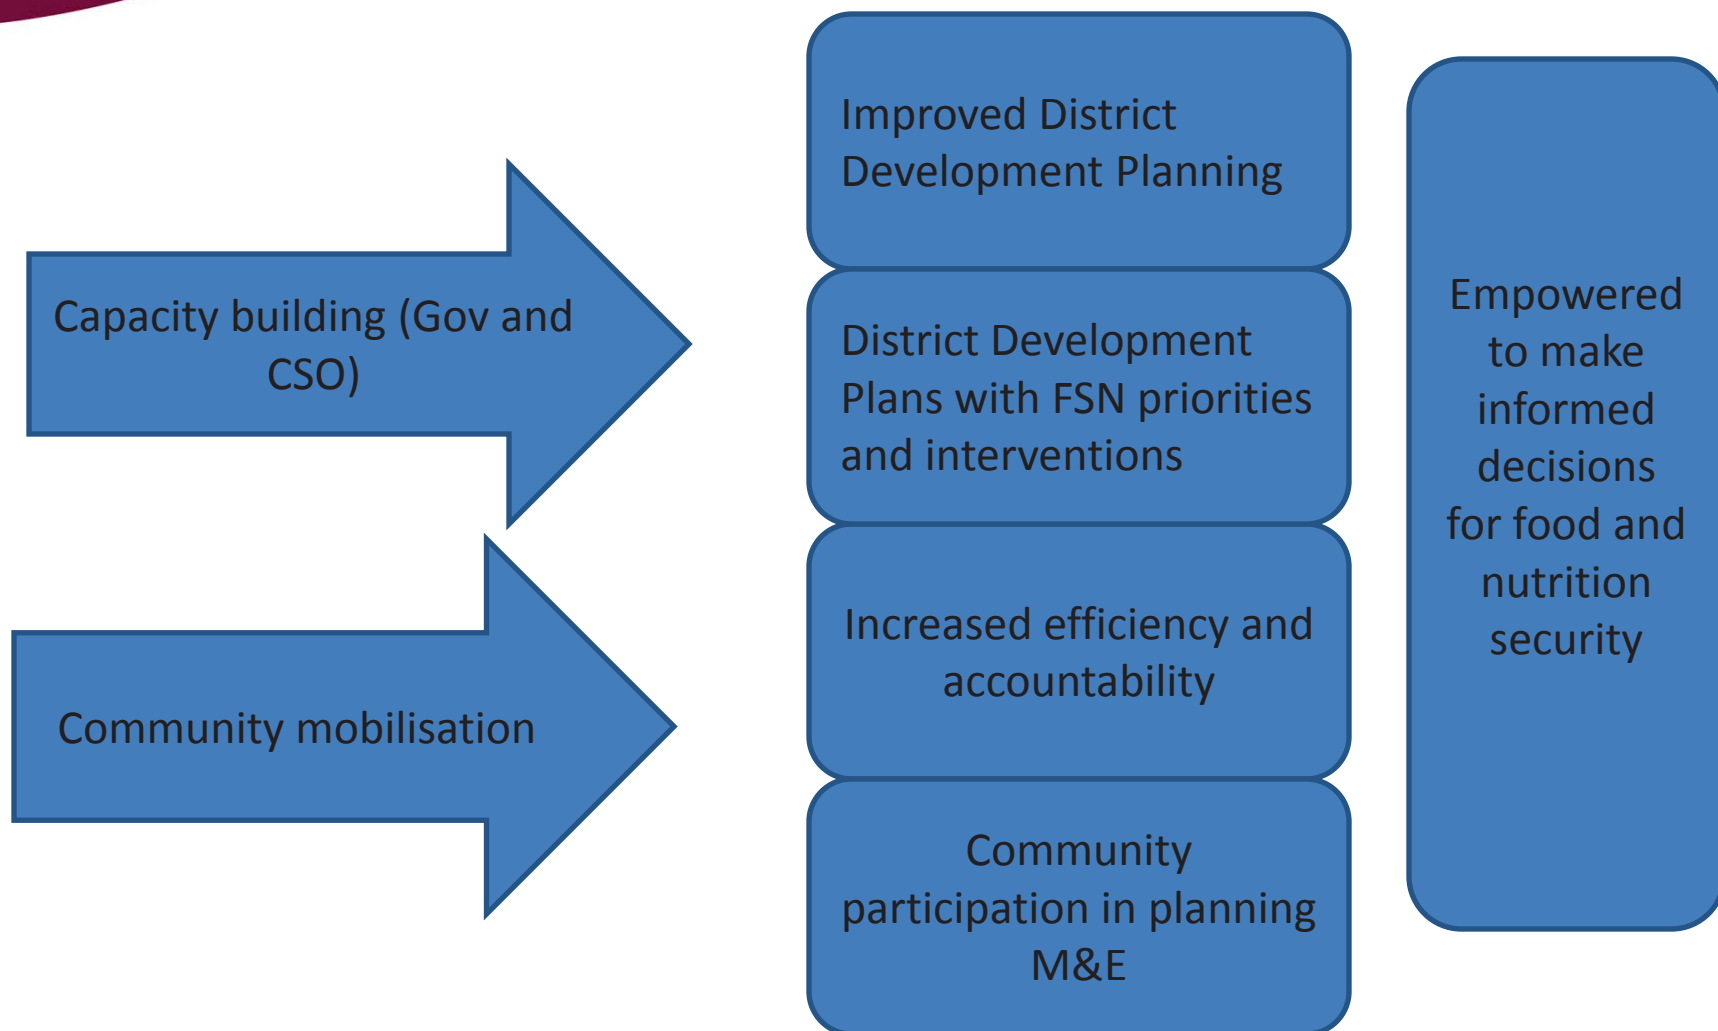 Capacity building (Gov and
CSO)
Community mobilisation
Improved District
Development Planning
District Development
Plans with FSN priorities
and interventions
Increased efficiency and
accountability
Community
participation in planning
M&E
Empowered
to make
informed
decisions
for food and
nutrition
security